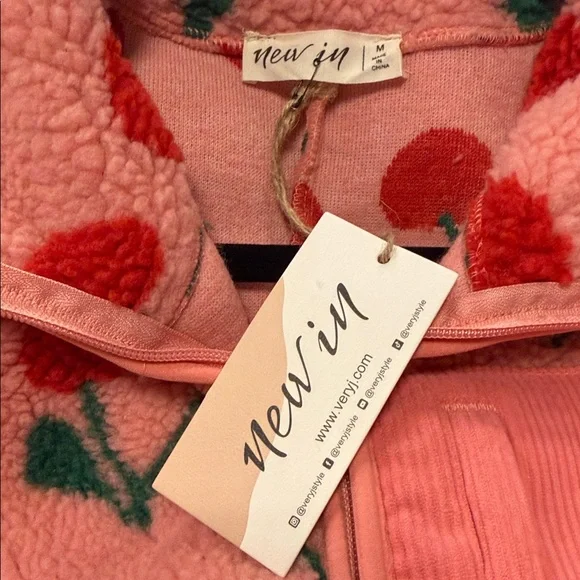 new in
M
MADE
IN
CHINA
new in
www.veryj.com
@veryjstyle
@veryjstyle
@veryjstyle
@veryjstyle